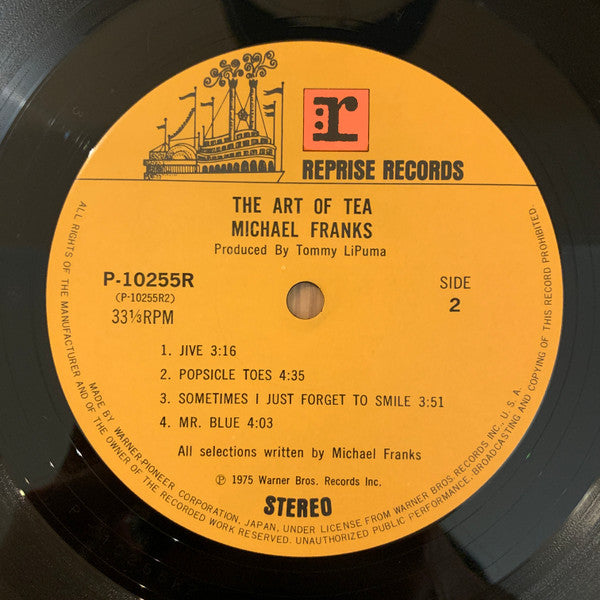 r
REPRISE RECORDS
THE ART OF TEA
MICHAEL FRANKS
Produced By Tommy LiPuma
P-10255R
(P-10255R2)
33⅓RPM
SIDE
2
1. JIVE 3:16
2. POPSICLE TOES 4:35
3. SOMETIMES I JUST FORGET TO SMILE 3:51
4. MR. BLUE 4:03
All selections written by Michael Franks
℗ 1975 Warner Bros. Records Inc.
STEREO
MADE BY WARNER-PIONEER CORPORATION, JAPAN, UNDER LICENSE FROM WARNER BROS. RECORDS INC., U. S. A.
ALL RIGHTS OF THE MANUFACTURER AND OF THE OWNER OF THE RECORDED WORK RESERVED. UNAUTHORIZED PUBLIC PERFORMANCE, BROADCASTING AND COPYING OF THIS RECORD PROHIBITED.